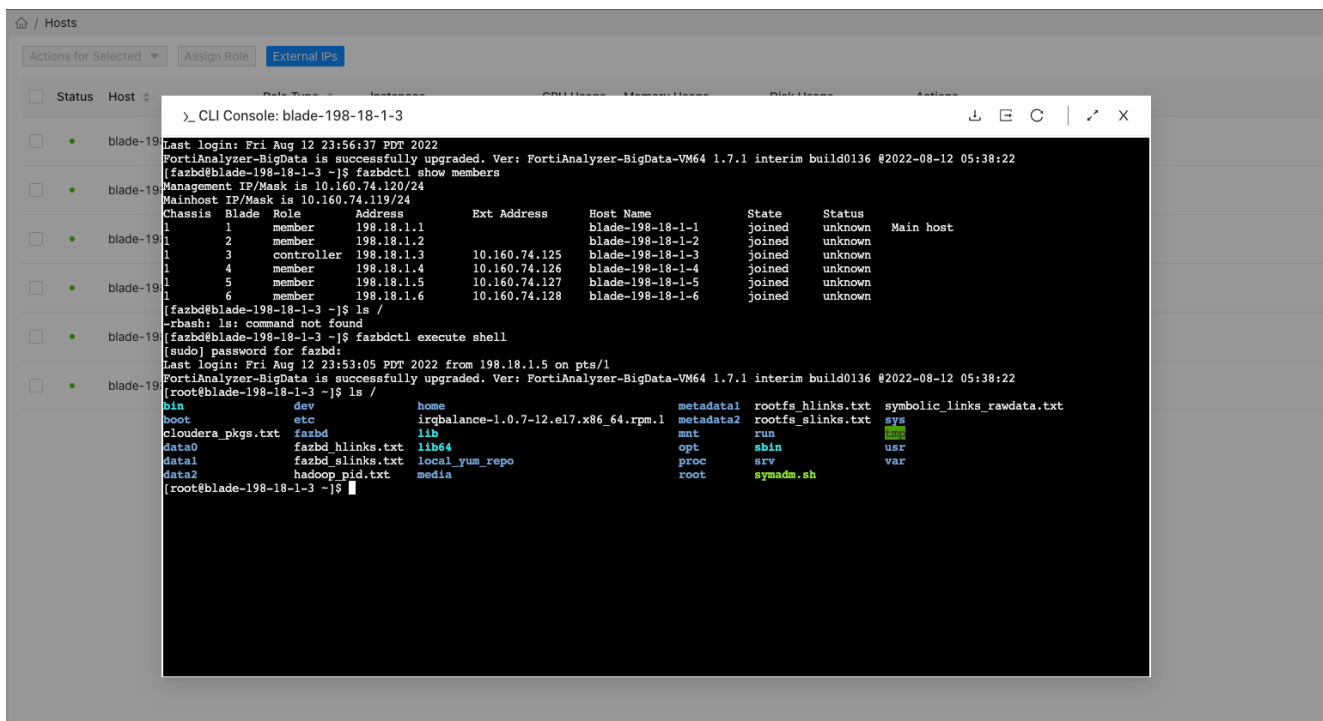 / Hosts
Actions for Selected Assign Role External IPs
Status Host Role Type Instances CPU Usage Memory Usage Disk Usage Actions
>_ CLI Console: blade-198-18-1-3
blade-19
blade-19
blade-19
blade-19
blade-19
blade-19
Last login: Fri Aug 12 23:56:37 PDT 2022
FortiAnalyzer-BigData is successfully upgraded. Ver: FortiAnalyzer-BigData-VM64 1.7.1 interim build0136 @2022-08-12 05:38:22
[fazbd@blade-198-18-1-3 ~]$ fazbdctl show members
Management IP/Mask is 10.160.74.120/24
Mainhost IP/Mask is 10.160.74.119/24
Chassis Blade Role Address Ext Address Host Name State Status
1 1 member 198.18.1.1 blade-198-18-1-1 joined unknown Main host
1 2 member 198.18.1.2 blade-198-18-1-2 joined unknown
1 3 controller 198.18.1.3 10.160.74.125 blade-198-18-1-3 joined unknown
1 4 member 198.18.1.4 10.160.74.126 blade-198-18-1-4 joined unknown
1 5 member 198.18.1.5 10.160.74.127 blade-198-18-1-5 joined unknown
1 6 member 198.18.1.6 10.160.74.128 blade-198-18-1-6 joined unknown
[fazbd@blade-198-18-1-3 ~]$ ls /
-rbash: ls: command not found
[fazbd@blade-198-18-1-3 ~]$ fazbdctl execute shell
[sudo] password for fazbd:
Last login: Fri Aug 12 23:53:05 PDT 2022 from 198.18.1.5 on pts/1
FortiAnalyzer-BigData is successfully upgraded. Ver: FortiAnalyzer-BigData-VM64 1.7.1 interim build0136 @2022-08-12 05:38:22
[root@blade-198-18-1-3 ~]$ ls /
bin dev home metadata1 rootfs_hlinks.txt symbolic_links_rawdata.txt
boot etc irqbalance-1.0.7-12.el7.x86_64.rpm.1 metadata2 rootfs_slinks.txt sys
cloudera_pkgs.txt fazbd lib mnt run tmp
data0 fazbd_hlinks.txt lib64 opt sbin usr
data1 fazbd_slinks.txt local_yum_repo proc srv var
data2 hadoop_pid.txt media root symadm.sh
[root@blade-198-18-1-3 ~]$